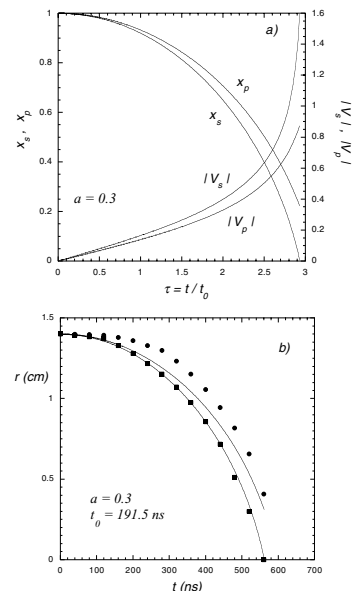 a)
1
0.8
0.6
0.4
0.2
0
x_s , x_p
1.6
1.4
1.2
1
0.8
0.6
0.4
0.2
0
|V_s| , |V_p|
x_p
x_s
|V_s|
|V_p|
a = 0.3
0 0.5 1 1.5 2 2.5 3
τ = t / t_0
b)
1.5
1
0.5
0
r (cm)
a = 0.3
t_0 = 191.5 ns
0 100 200 300 400 500 600 700
t (ns)